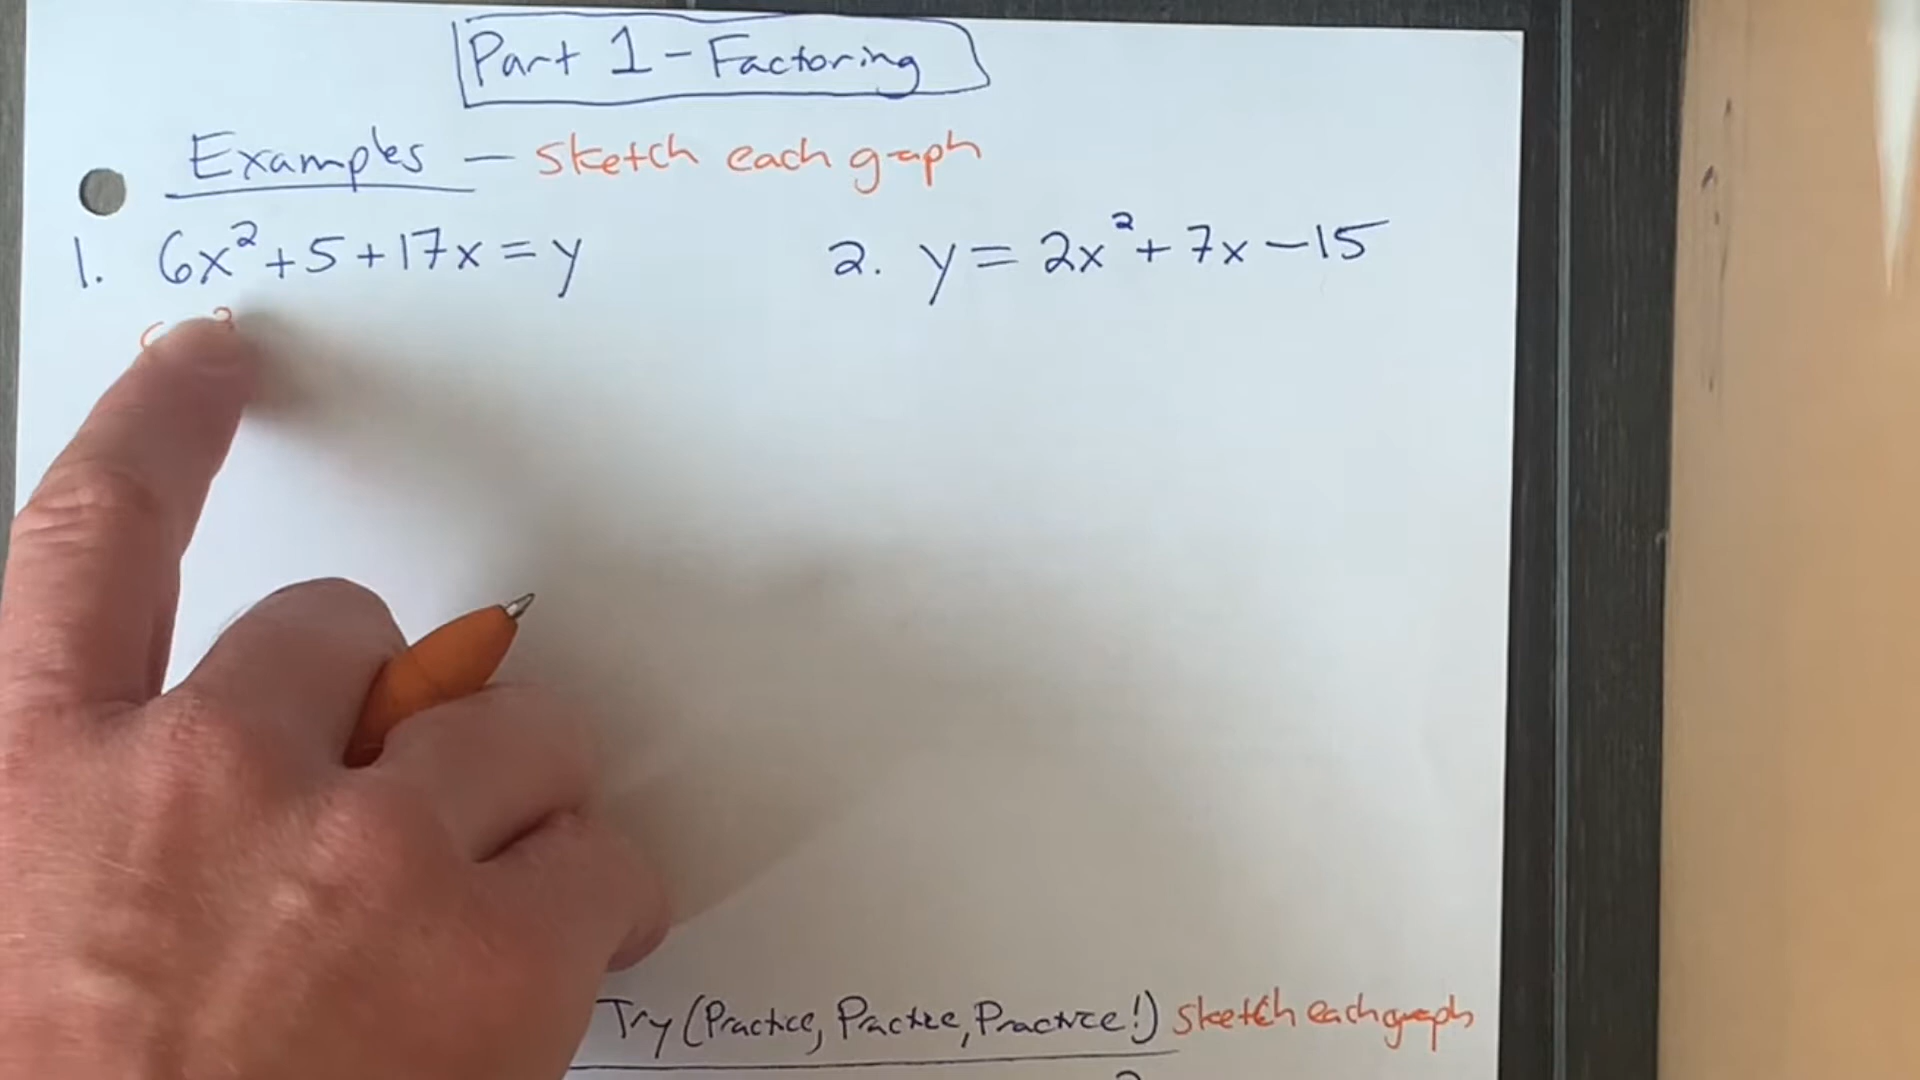 Part 1 - Factoring
Examples - sketch each graph
1. 6x² + 5 + 17x = y
2. y = 2x² + 7x - 15
Try (Practice, Practice, Practice!) sketch each graph